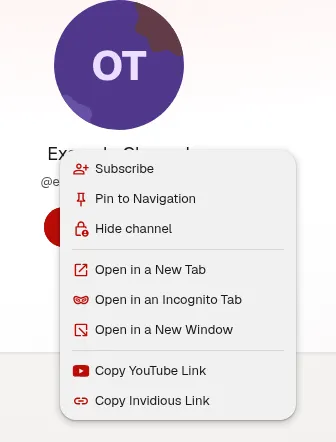 OT
@e
Subscribe
Pin to Navigation
Hide channel
Open in a New Tab
Open in an Incognito Tab
Open in a New Window
Copy YouTube Link
Copy Invidious Link